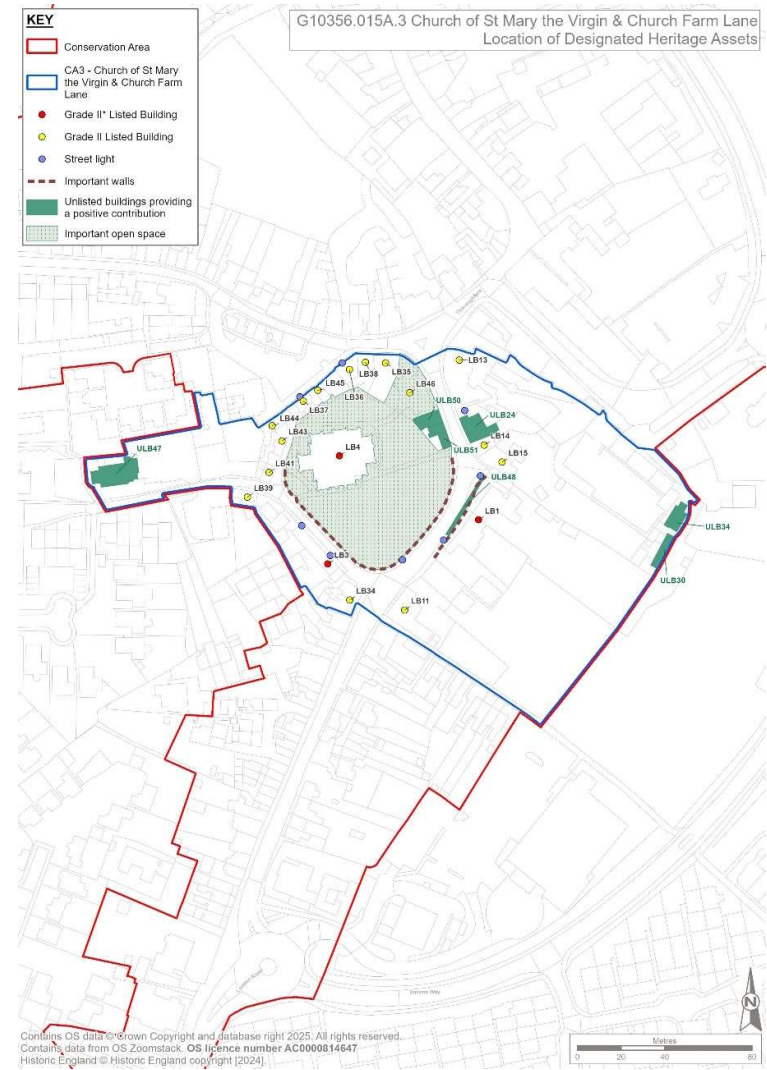 KEY
G10356.015A.3 Church of St Mary the Virgin & Church Farm Lane
Location of Designated Heritage Assets
Conservation Area
CA3 - Church of St Mary
the Virgin & Church Farm
Lane
Grade II* Listed Building
Grade II Listed Building
Street light
Important walls
Unlisted buildings providing
a positive contribution
Important open space
LB13
LB38
LB35
LB36
LB45
LB46
LB37
ULB50
ULB24
LB44
LB43
LB14
ULB51
ULB47
LB4
LB15
LB41
ULB48
LB39
LB1
ULB34
LB3
ULB30
LB34
LB11
London Road
N
Contains OS data © Crown Copyright and database right 2025. All rights reserved.
Contains data from OS Zoomstack. OS licence number AC0000814647
Historic England © Historic England copyright [2024].
Metres
0 20 40 60 80